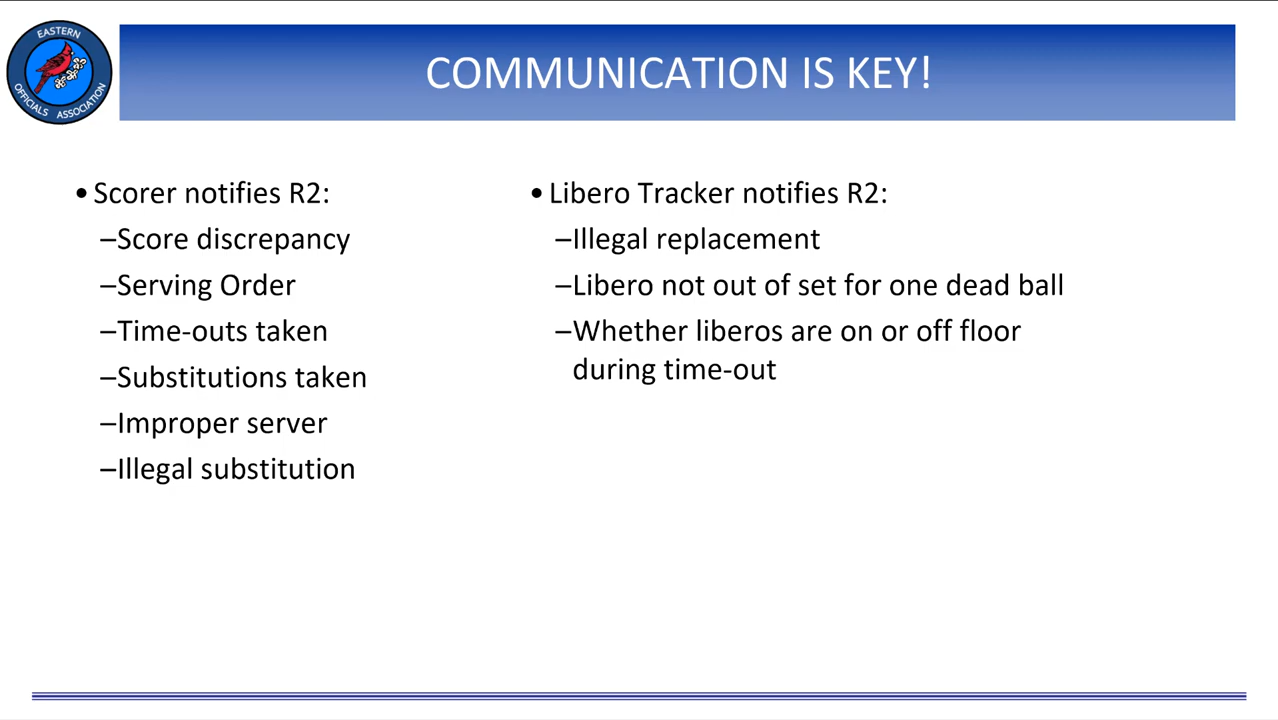 EASTERN
OFFICIALS ASSOCIATION
COMMUNICATION IS KEY!
• Scorer notifies R2:
–Score discrepancy
–Serving Order
–Time-outs taken
–Substitutions taken
–Improper server
–Illegal substitution
• Libero Tracker notifies R2:
–Illegal replacement
–Libero not out of set for one dead ball
–Whether liberos are on or off floor
during time-out